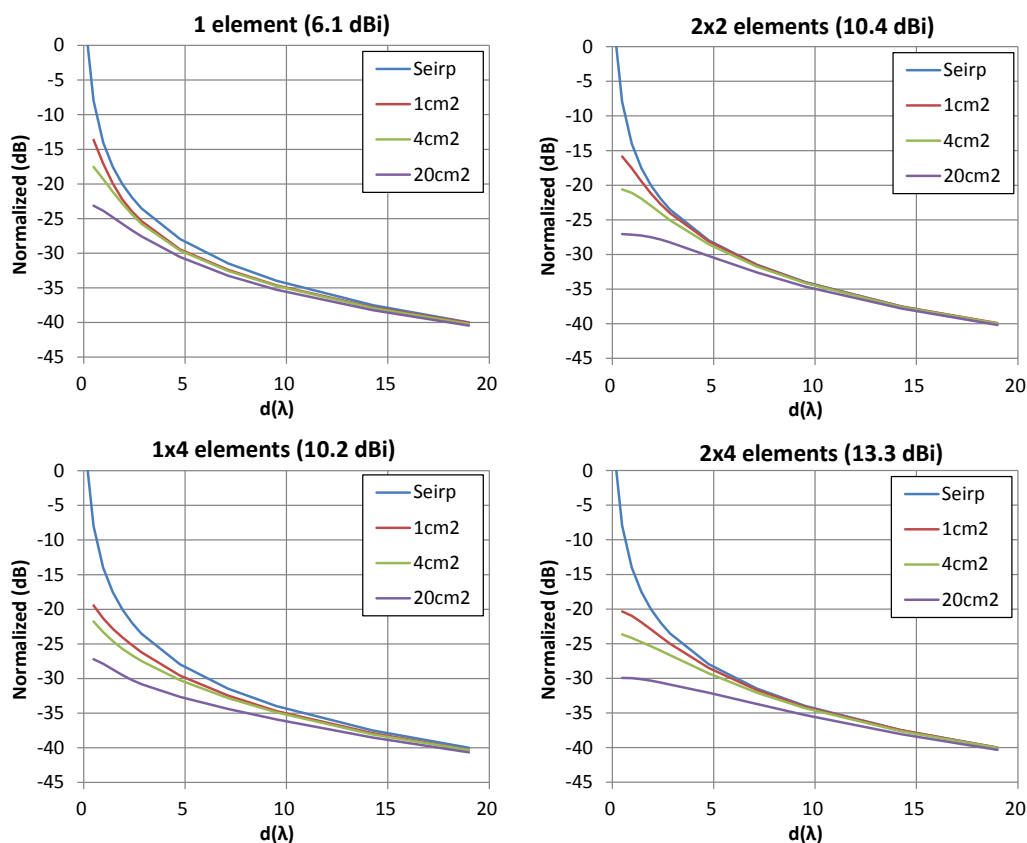 1 element (6.1 dBi)
Normalized (dB)
0
-5
-10
-15
-20
-25
-30
-35
-40
-45
Seirp
1cm2
4cm2
20cm2
0 5 10 15 20
d(λ)
2x2 elements (10.4 dBi)
Normalized (dB)
0
-5
-10
-15
-20
-25
-30
-35
-40
-45
Seirp
1cm2
4cm2
20cm2
0 5 10 15 20
d(λ)
1x4 elements (10.2 dBi)
Normalized (dB)
0
-5
-10
-15
-20
-25
-30
-35
-40
-45
Seirp
1cm2
4cm2
20cm2
0 5 10 15 20
d(λ)
2x4 elements (13.3 dBi)
Normalized (dB)
0
-5
-10
-15
-20
-25
-30
-35
-40
-45
Seirp
1cm2
4cm2
20cm2
0 5 10 15 20
d(λ)